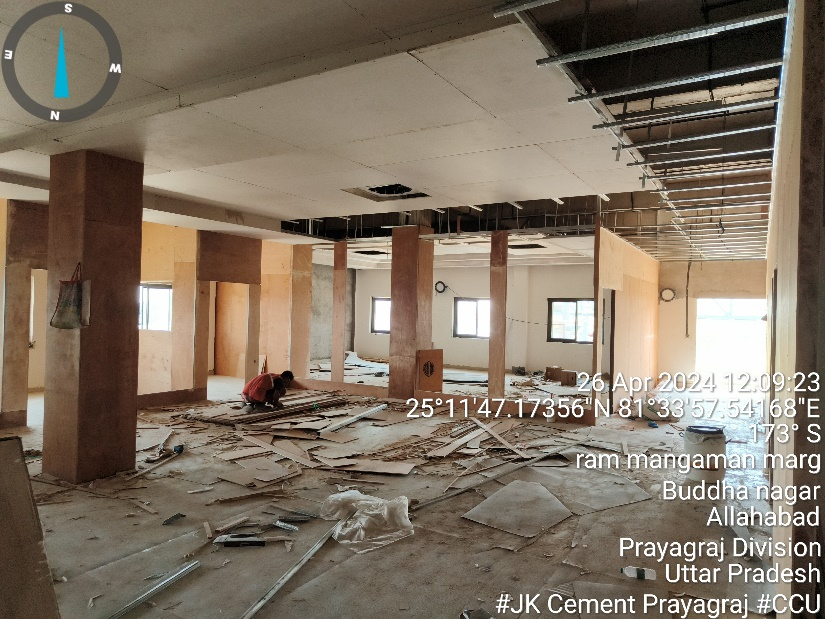 S
E
W
N
26 Apr 2024 12:09:23
25°11'47.17356"N 81°33'57.54168"E
173° S
ram mangaman marg
Buddha nagar
Allahabad
Prayagraj Division
Uttar Pradesh
#JK Cement Prayagraj #CCU